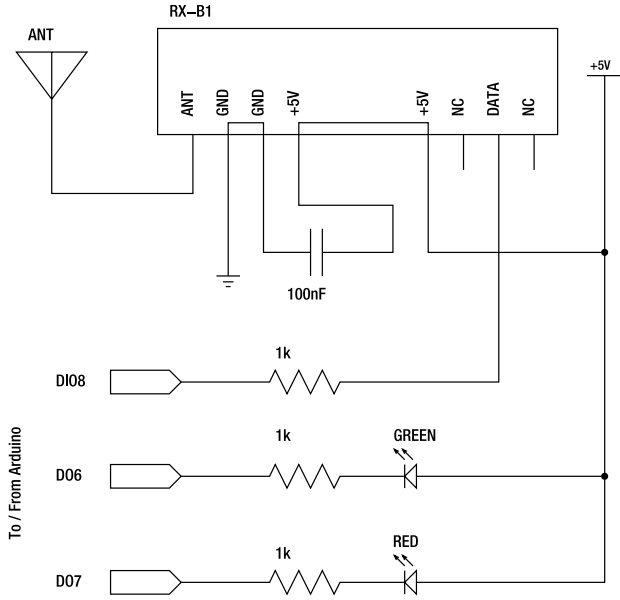 RX–B1
ANT
+5V
ANT
GND
GND
+5V
+5V
NC
DATA
NC
100nF
1k
DI08
1k
GREEN
D06
To / From Arduino
1k
RED
D07